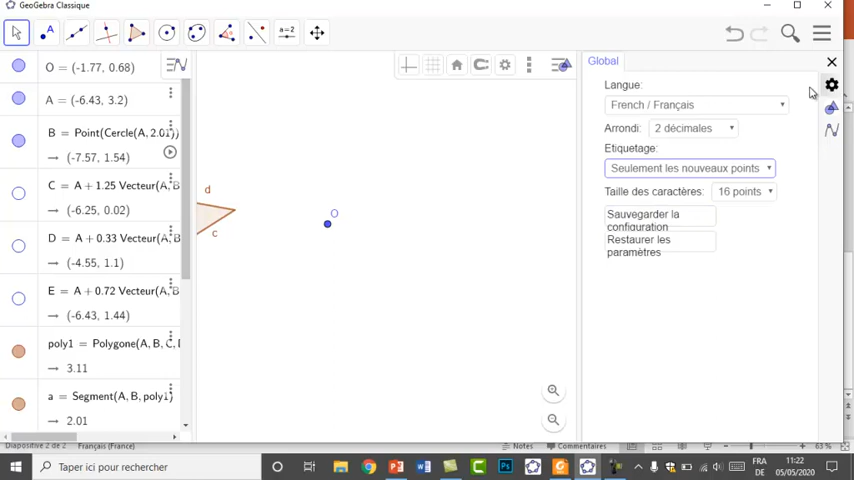 GeoGebra Classique
A
a=2
O = (-1.77, 0.68)
A = (-6.43, 3.2)
B = Point(Cercle(A, 2.01))
→ (-7.57, 1.54)
C = A + 1.25 Vecteur(A, B
→ (-6.25, 0.02)
D = A + 0.33 Vecteur(A, B
→ (-4.55, 1.1)
E = A + 0.72 Vecteur(A, B
→ (-6.43, 1.44)
poly1 = Polygone(A, B, C, D
→ 3.11
a = Segment(A, B, poly1)
→ 2.01
d
c
O
Global
Langue:
French / Français
Arrondi: 2 décimales
Etiquetage:
Seulement les nouveaux points
Taille des caractères: 16 points
Sauvegarder la
configuration
Restaurer les
paramètres
Diapositive 2 de 2 Français (France) Notes Commentaires 63 %
Taper ici pour rechercher
FR
DE
11:22
05/05/2020